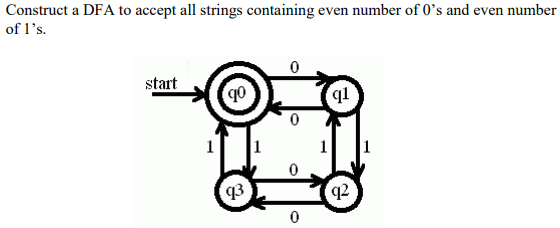 Construct a DFA to accept all strings containing even number of 0’s and even number
of 1’s.
0
start
q0
q1
0
1
1
1
1
0
q3
q2
0